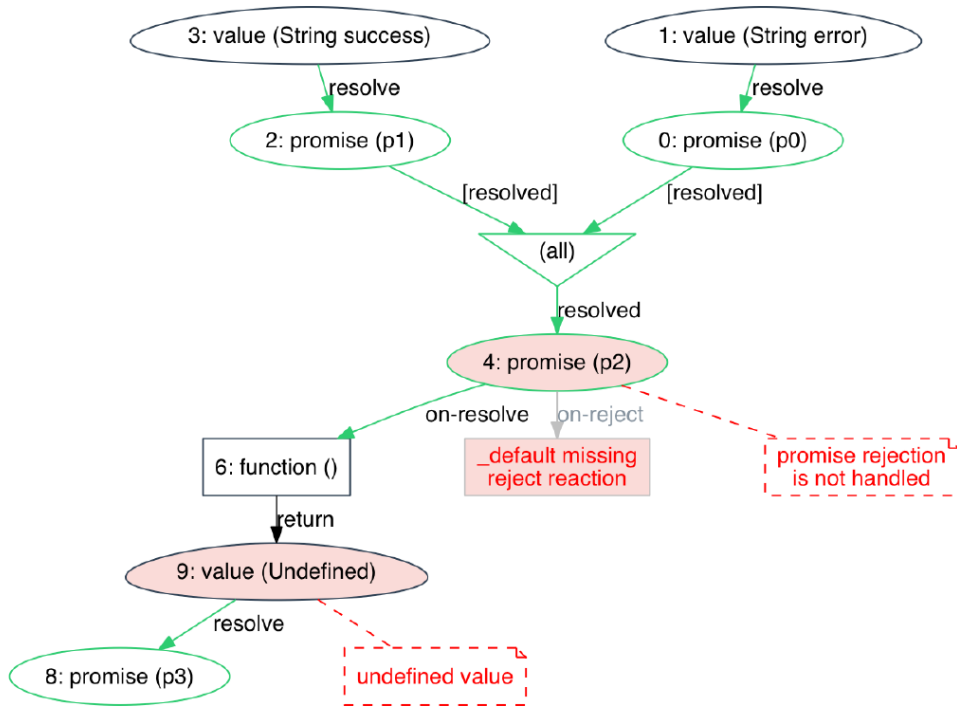 3: value (String success)
1: value (String error)
resolve
resolve
2: promise (p1)
0: promise (p0)
[resolved]
[resolved]
(all)
resolved
4: promise (p2)
on-resolve
on-reject
6: function ()
_default missing
reject reaction
promise rejection
is not handled
return
9: value (Undefined)
resolve
8: promise (p3)
undefined value